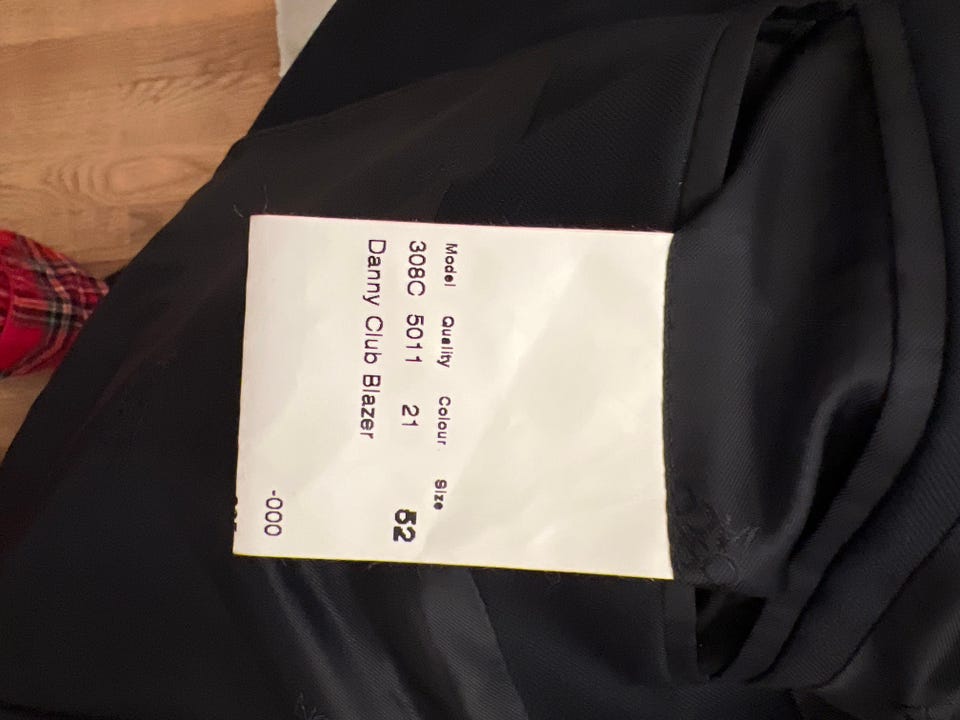 Model Quality Colour Size
308C 5011 21 52
Danny Club Blazer
-000